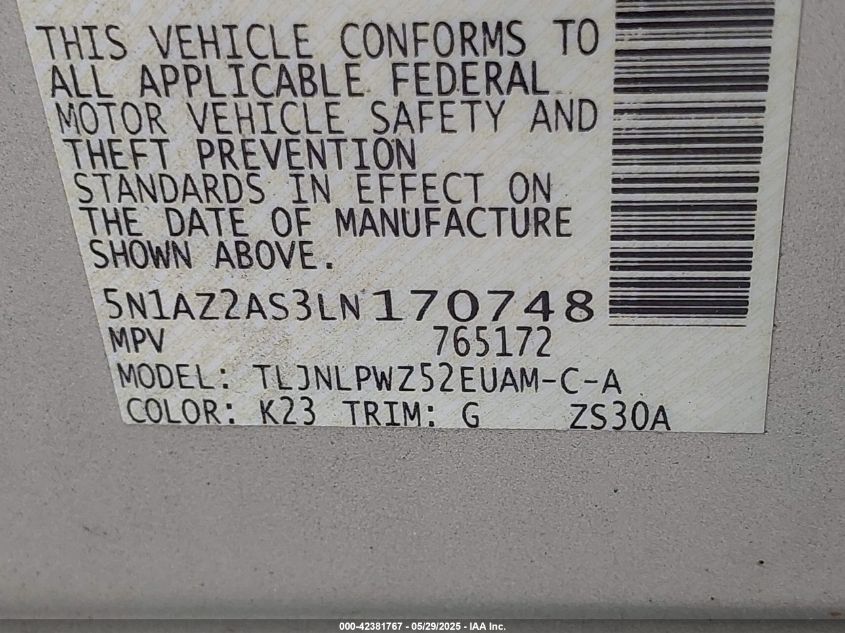 THIS VEHICLE CONFORMS TO
ALL APPLICABLE FEDERAL
MOTOR VEHICLE SAFETY AND
THEFT PREVENTION
STANDARDS IN EFFECT ON
THE DATE OF MANUFACTURE
SHOWN ABOVE.
5N1AZ2AS3LN170748
MPV 765172
MODEL: TLJNLPWZ52EUAM-C-A
COLOR: K23 TRIM: G ZS30A
000-42381767 - 05/29/2025 - IAA Inc.